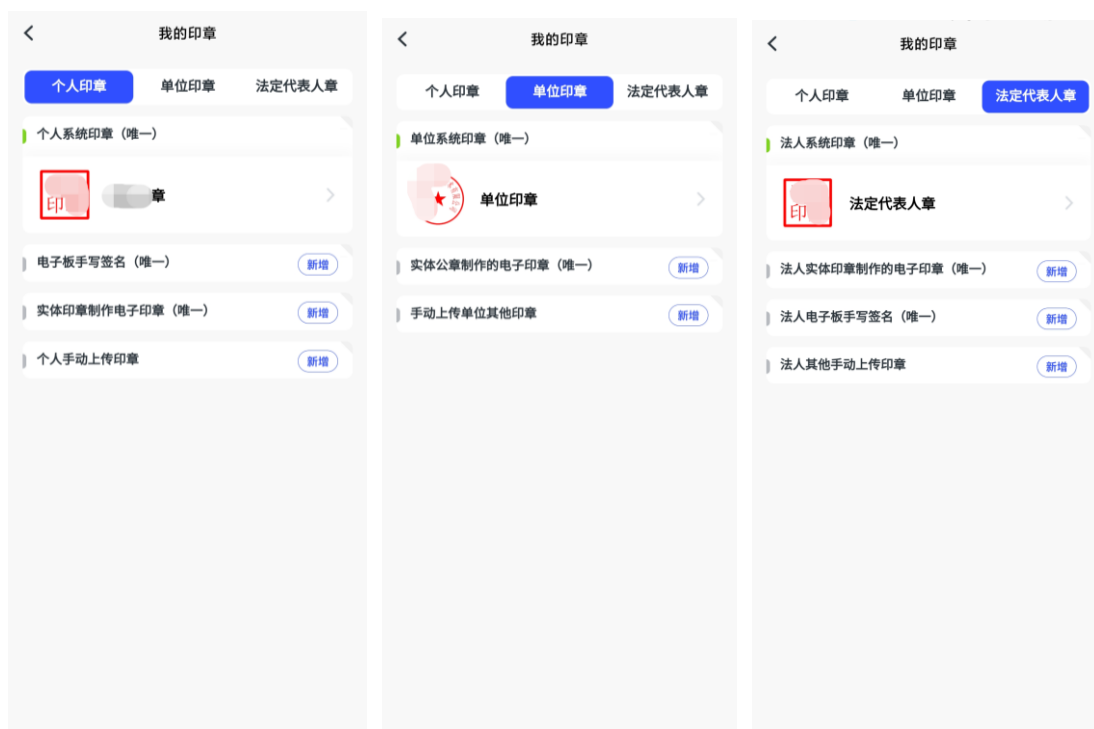 我的印章
个人印章 单位印章 法定代表人章
个人系统印章（唯一）
印
章
电子板手写签名（唯一）
新增
实体印章制作电子印章（唯一）
新增
个人手动上传印章
新增
我的印章
个人印章 单位印章 法定代表人章
单位系统印章（唯一）
单位印章
实体公章制作的电子印章（唯一）
新增
手动上传单位其他印章
新增
我的印章
个人印章 单位印章 法定代表人章
法人系统印章（唯一）
印
法定代表人章
法人实体印章制作的电子印章（唯一）
新增
法人电子板手写签名（唯一）
新增
法人其他手动上传印章
新增